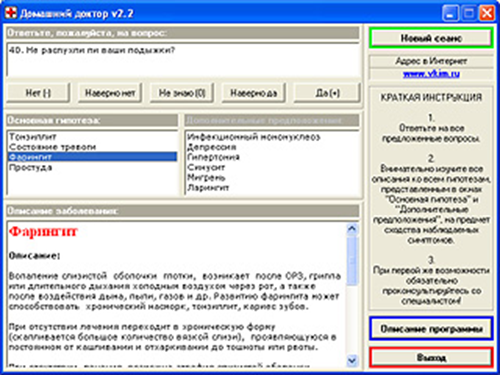 Домашний доктор v2.2
Ответьте, пожалуйста, на вопрос:
40. Не распухли ли ваши лодыжки?
Нет (-)
Наверно нет
Не знаю (0)
Наверно да
Да (+)
Основная гипотеза:
Тонзиллит
Состояние тревоги
Фарингит
Простуда
Дополнительные предположения
Инфекционный мононуклеоз
Депрессия
Гипертония
Синусит
Мигрень
Ларингит
Описание заболевания:
Фарингит
Описание:
Вопаление слизистой оболочки глотки, возникает после ОРЗ, гриппа
или длительного дыхания холодным воздухом через рот, а также
после воздействия дыма, пыли, газов и др. Развитию фарингита может
способствовать хронический насморк, тонзиллит, кариес зубов.
При отсутствии лечения переходит в хроническую форму
(скапливается большое количество вязкой слизи), проявляющуюся в
постоянном от кашливании и отхаркивании до тошноты или рвоты.
Новый сеанс
Адрес в Интернет
www.vkim.ru
КРАТКАЯ ИНСТРУКЦИЯ
1.
Ответьте на все
предложенные вопросы.
2.
Внимательно изучите все
описания ко всем гипотезам,
представленным в окнах
"Основная гипотеза" и
"Дополнительные
предположения", на предмет
сходства наблюдаемых
симптомов.
3.
При первой же возможности
обязательно
проконсультируйтесь со
специалистом!
Описание программы
Выход